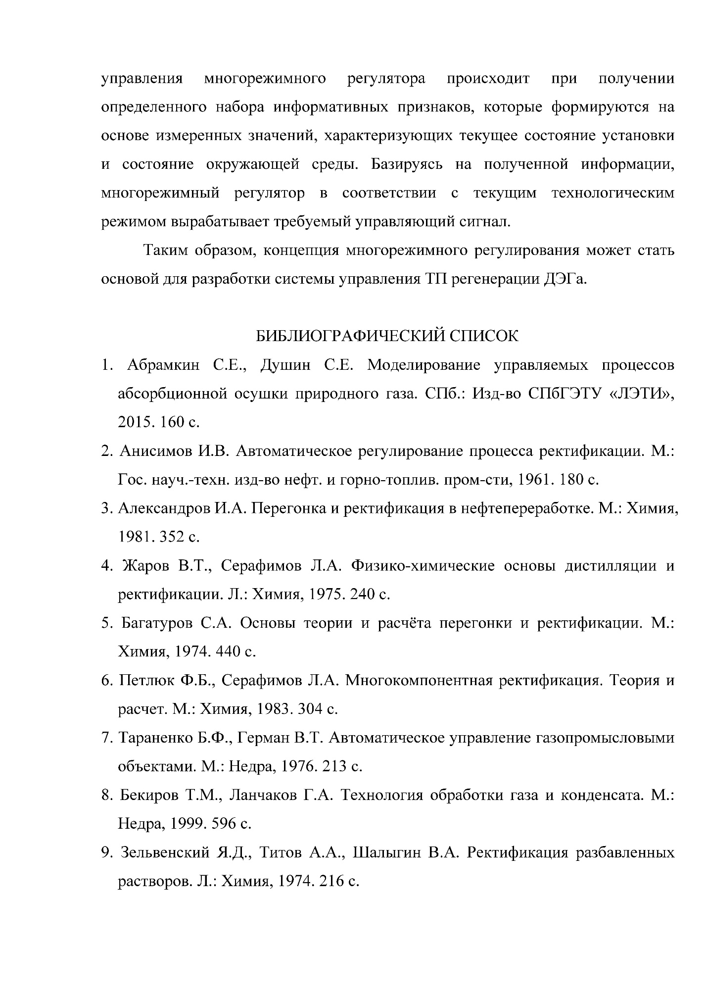 управления многорежимного регулятора происходит при получении
определенного набора информативных признаков, которые формируются на
основе измеренных значений, характеризующих текущее состояние установки
и состояние окружающей среды. Базируясь на полученной информации,
многорежимный регулятор в соответствии с текущим технологическим
режимом вырабатывает требуемый управляющий сигнал.
Таким образом, концепция многорежимного регулирования может стать
основой для разработки системы управления ТП регенерации ДЭГа.
БИБЛИОГРАФИЧЕСКИЙ СПИСОК
1. Абрамкин С.Е., Душин С.Е. Моделирование управляемых процессов
абсорбционной осушки природного газа. СПб.: Изд-во СПбГЭТУ «ЛЭТИ»,
2015. 160 с.
2. Анисимов И.В. Автоматическое регулирование процесса ректификации. М.:
Гос. науч.-техн. изд-во нефт. и горно-топлив. пром-сти, 1961. 180 с.
3. Александров И.А. Перегонка и ректификация в нефтепереработке. М.: Химия,
1981. 352 с.
4. Жаров В.Т., Серафимов Л.А. Физико-химические основы дистилляции и
ректификации. Л.: Химия, 1975. 240 с.
5. Багатуров С.А. Основы теории и расчёта перегонки и ректификации. М.:
Химия, 1974. 440 с.
6. Петлюк Ф.Б., Серафимов Л.А. Многокомпонентная ректификация. Теория и
расчет. М.: Химия, 1983. 304 с.
7. Тараненко Б.Ф., Герман В.Т. Автоматическое управление газопромысловыми
объектами. М.: Недра, 1976. 213 с.
8. Бекиров Т.М., Ланчаков Г.А. Технология обработки газа и конденсата. М.:
Недра, 1999. 596 с.
9. Зельвенский Я.Д., Титов А.А., Шалыгин В.А. Ректификация разбавленных
растворов. Л.: Химия, 1974. 216 с.